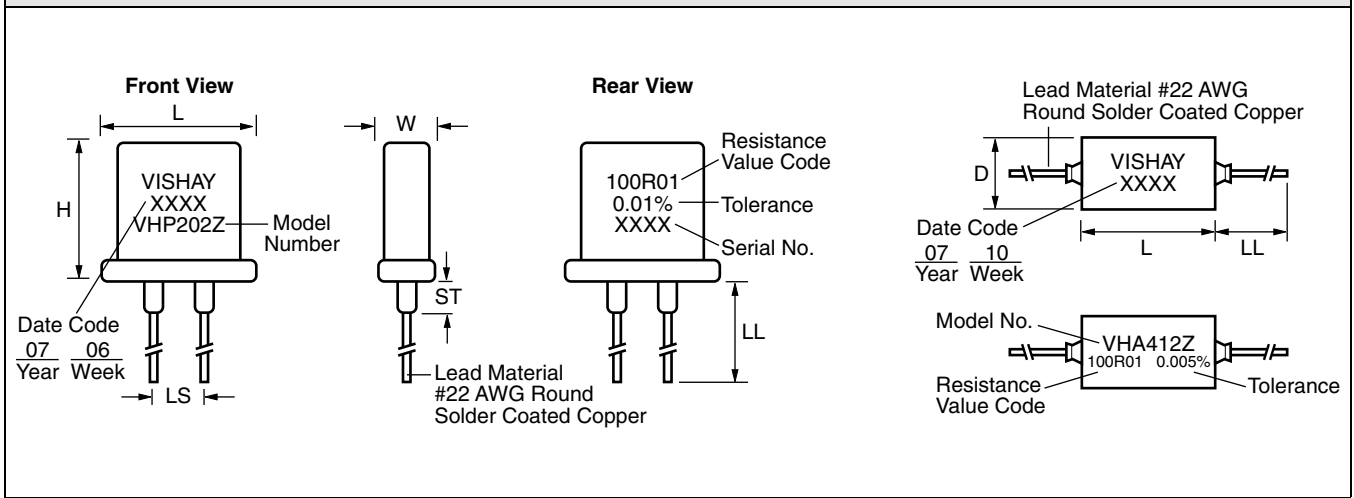 Front View
L
H
VISHAY
XXXX
VHP202Z
Model
Number
Date Code
07 06
Year Week
LS
W
ST
Lead Material
#22 AWG Round
Solder Coated Copper
Rear View
100R01
0.01%
XXXX
Resistance
Value Code
Tolerance
Serial No.
LL
Lead Material #22 AWG
Round Solder Coated Copper
D
VISHAY
XXXX
Date Code
07 10
Year Week
L
LL
Model No.
VHA412Z
100R01 0.005%
Resistance
Value Code
Tolerance